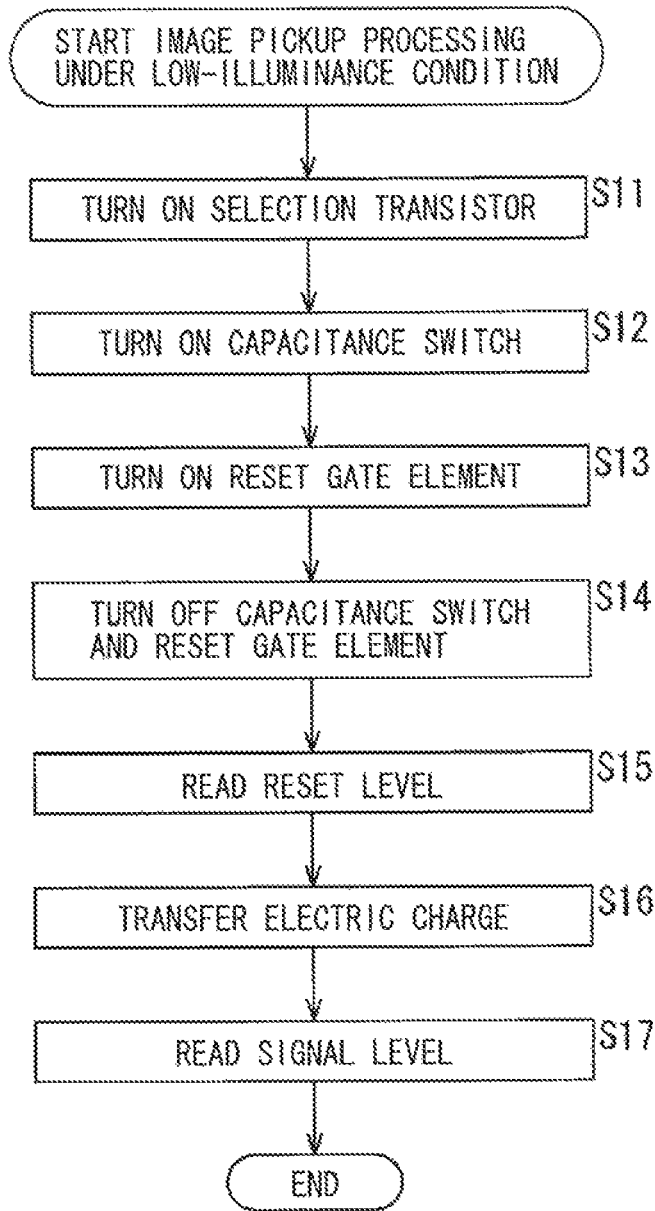 START IMAGE PICKUP PROCESSING
UNDER LOW-ILLUMINANCE CONDITION
TURN ON SELECTION TRANSISTOR
S11
TURN ON CAPACITANCE SWITCH
S12
TURN ON RESET GATE ELEMENT
S13
TURN OFF CAPACITANCE SWITCH
AND RESET GATE ELEMENT
S14
READ RESET LEVEL
S15
TRANSFER ELECTRIC CHARGE
S16
READ SIGNAL LEVEL
S17
END